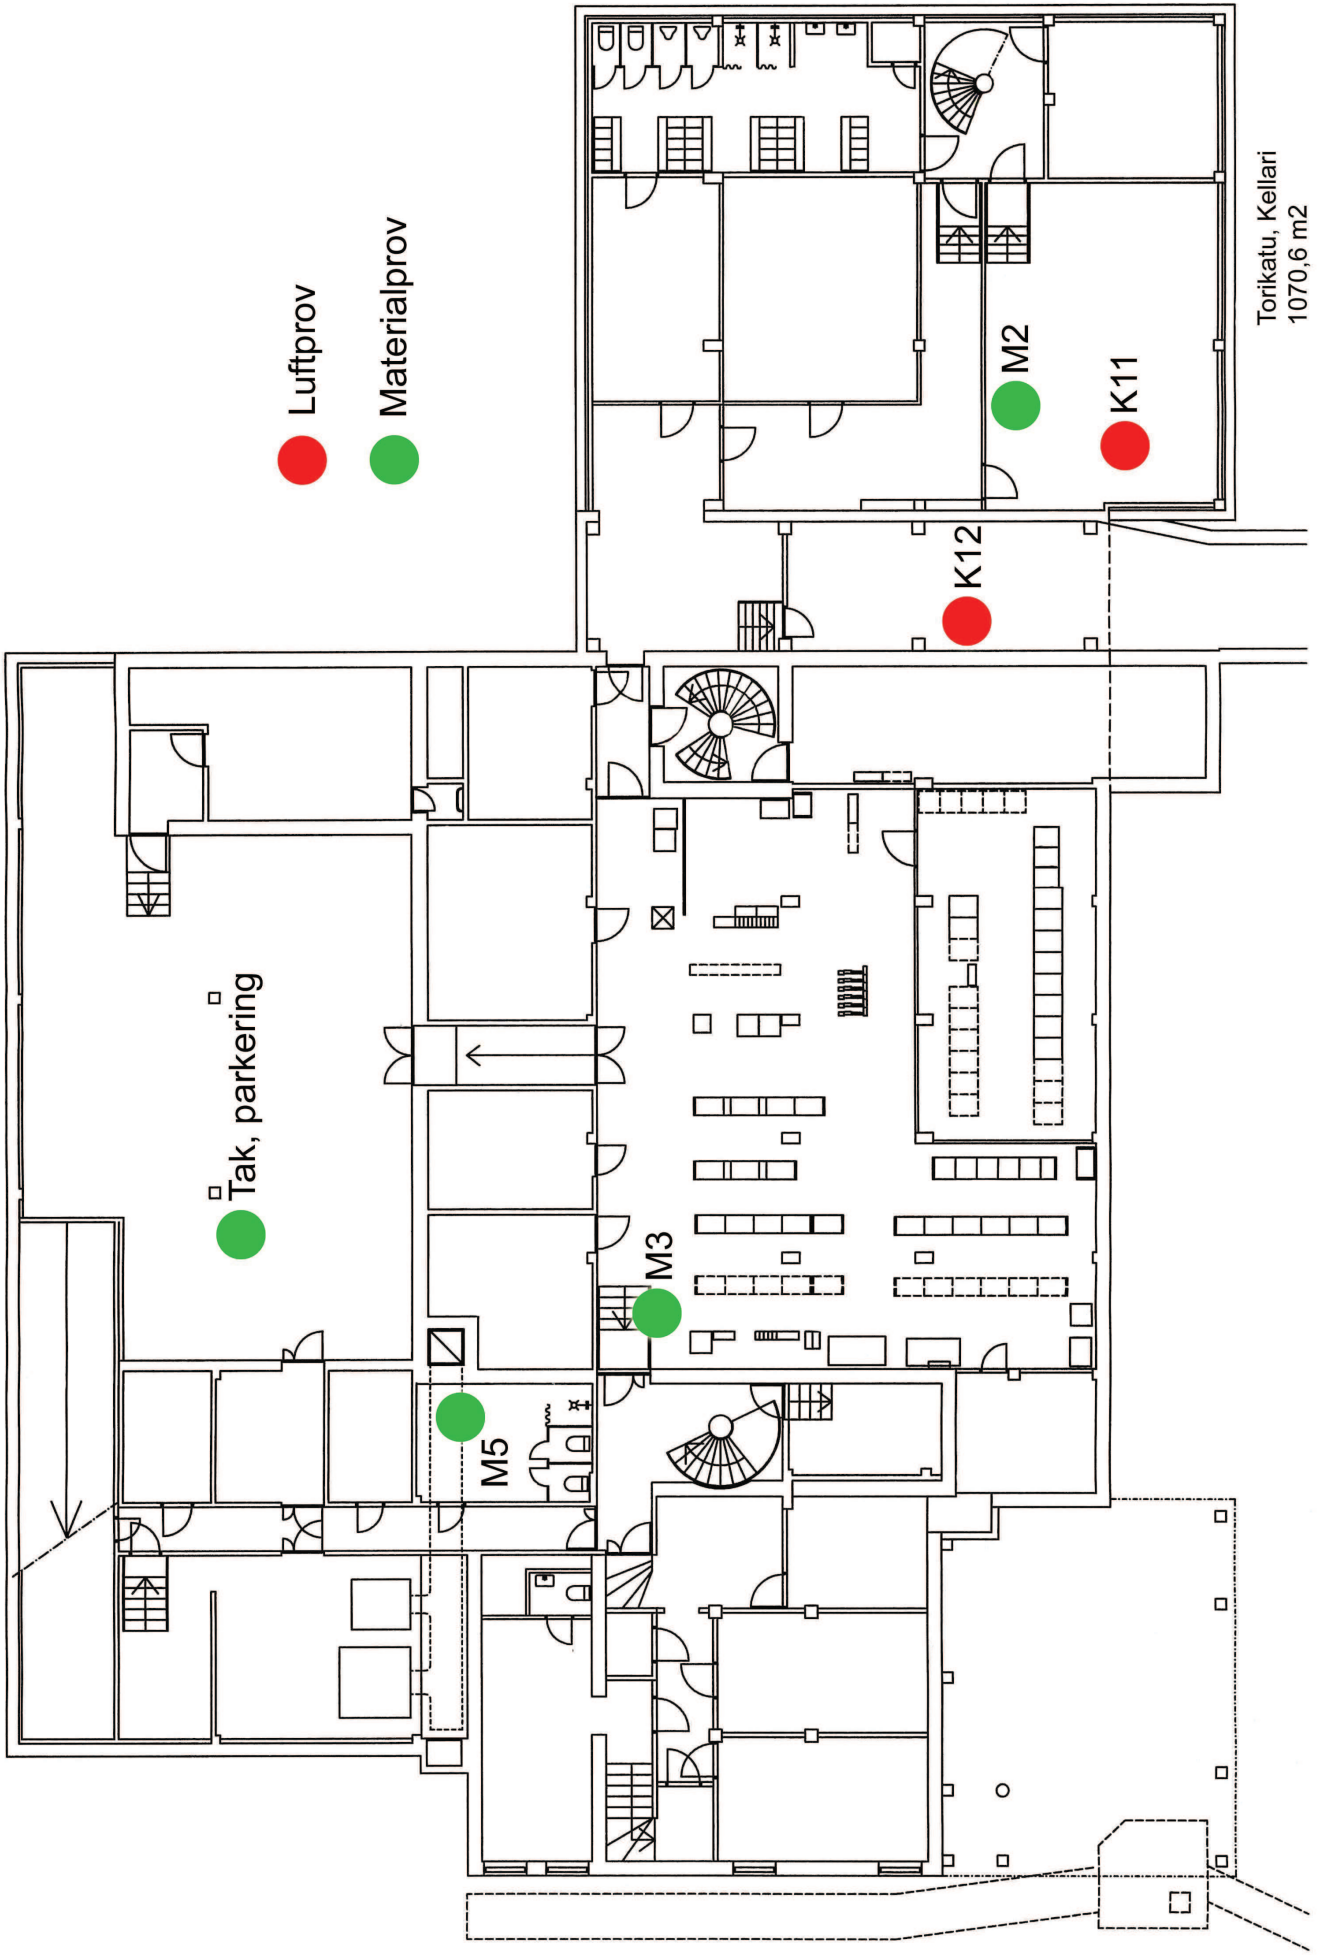 Luftprov
Materialprov
Torikatu, Kellari
1070,6 m2
M2
K11
K12
Tak, parkering
M3
M5